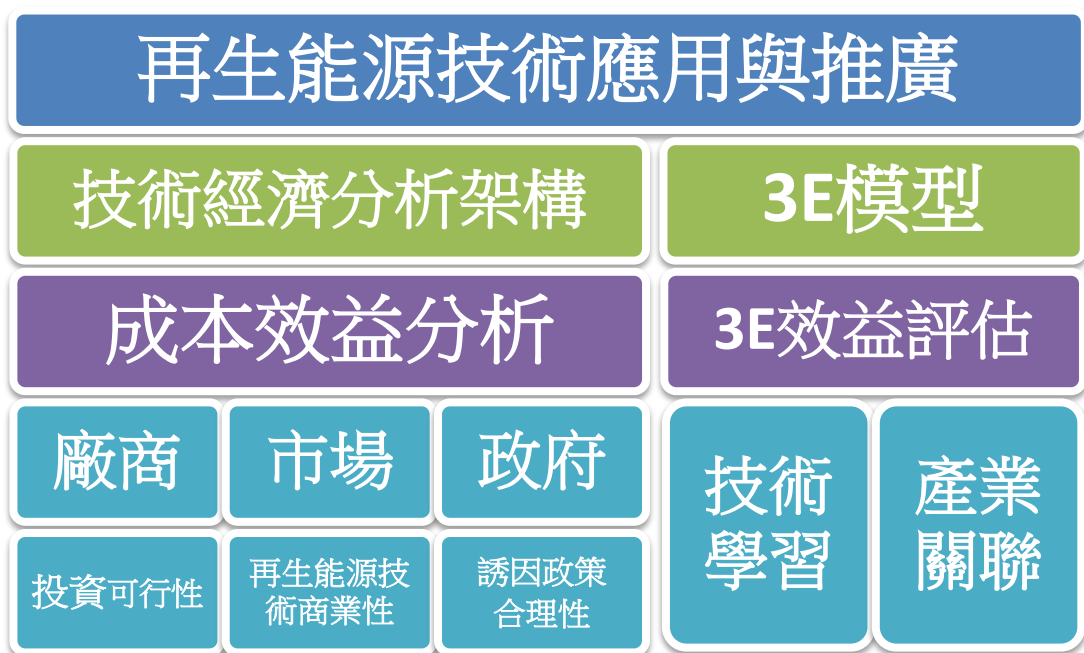 再生能源技術應用與推廣
技術經濟分析架構
3E模型
成本效益分析
3E效益評估
廠商
市場
政府
技術
學習
產業
關聯
投資可行性
再生能源技
術商業性
誘因政策
合理性